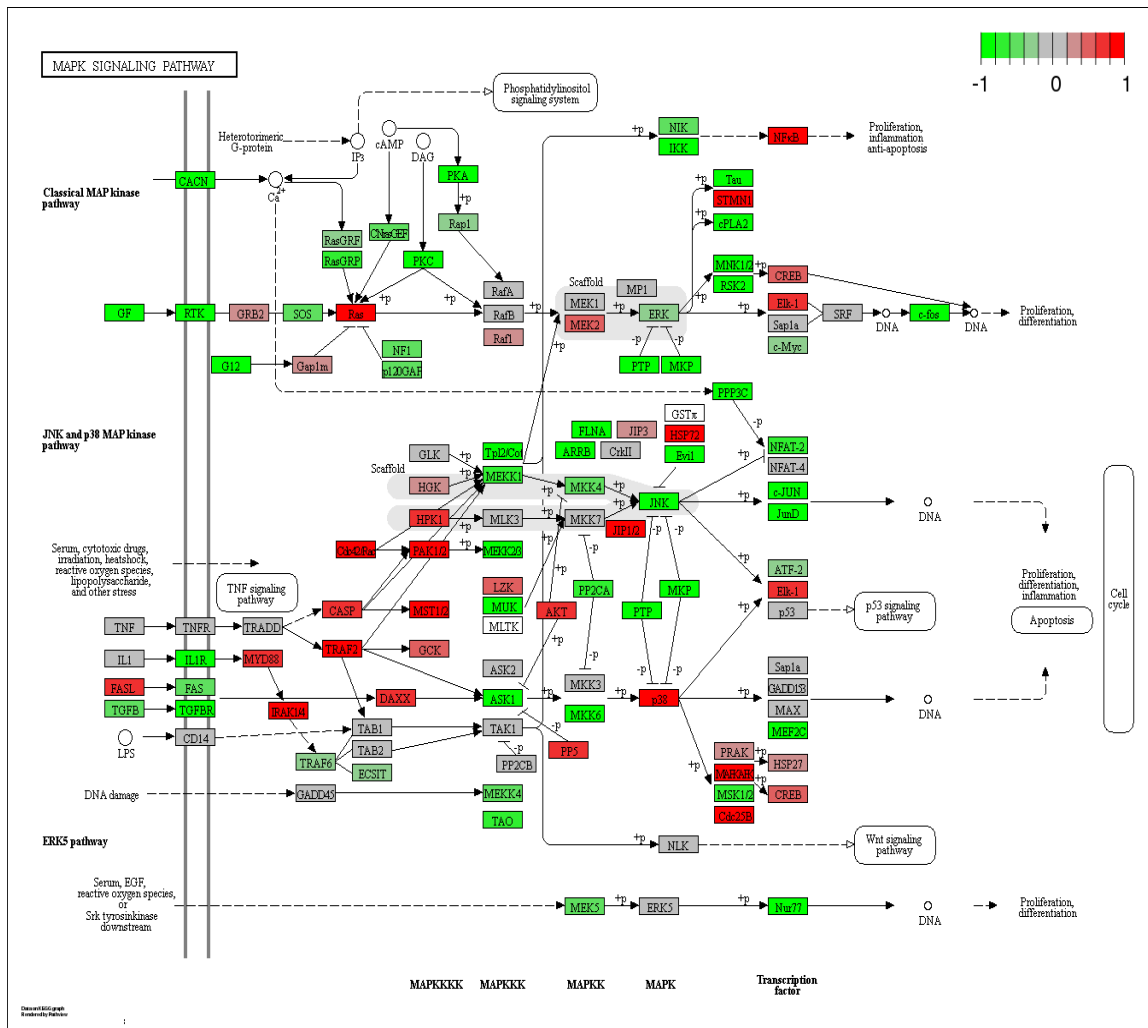 MAPK SIGNALING PATHWAY
-1
0
1
Phosphatidylinositol
signaling system
Heterotorimeric
G-protein
IP3
cAMP
DAG
Ca2+
CACN
Classical MAP kinase
pathway
PKA
+p
Rap1
RasGRF
RasGRP
CNrasGEF
PKC
+p
NIK
IKK
NFκB
Proliferation,
inflammation
anti-apoptosis
Tau
STMN1
cPLA2
+p
MNK1/2
RSK2
+p
CREB
GF
RTK
GRB2
SOS
Ras
+p
+p
RafA
RafB
Raf1
+p
Scaffold
MEK1
MEK2
MP1
+p
ERK
+p
+p
Elk-1
Sap1a
c-Myc
SRF
DNA
c-fos
DNA
Proliferation,
differentiation
G12
Gap1m
NF1
p120GAP
+p
-p
-p
PTP
MKP
PPP3C
-p
JNK and p38 MAP kinase
pathway
GLK
+p
Tpl2/Cot
MEKK1
Scaffold
HGK
+p
HPK1
+p
MLK3
+p
FLNA
JIP3
ARRB
CrkII
GSTπ
HSP72
Evi1
+p
MKK4
+p
JNK
+p
MKK7
+p
JIP1/2
NFAT-2
NFAT-4
+p
+p
c-JUN
JunD
DNA
Cell
cycle
Cdc42/Rac
PAK1/2
+p
MEKK2/3
+p
-p
-p
-p
+p
ATF-2
Elk-1
p53
p53 signaling
pathway
Proliferation,
differentiation,
inflammation
Apoptosis
Serum, cytotoxic drugs,
irradiation, heatshock,
reactive oxygen species,
lipopolysaccharide,
and other stress
TNF signaling
pathway
LZK
MUK
MLTK
PP2CA
AKT
PTP
MKP
CASP
MST1/2
TNF
TNFR
TRADD
TRAF2
GCK
+p
-p
-p
-p
IL1
IL1R
MYD88
ASK2
MKK3
Sap1a
GADD153
MAX
MEF2C
FASL
FAS
DAXX
ASK1
+p
MKK6
+p
p38
+p
DNA
TGFB
TGFBR
IRAK1/4
LPS
CD14
TAB1
TAB2
TAK1
+p
-p
PP5
TRAF6
ECSIT
-p
PP2CB
+p
PRAK
+p
HSP27
MAPKAPK
+p
MSK1/2
CREB
Cdc25B
DNA damage
GADD45
MEKK4
TAO
ERK5 pathway
+p
NLK
Wnt signaling
pathway
Serum, EGF,
reactive oxygen species,
or
Srk tyrosinkinase
downstream
MEK5
+p
ERK5
+p
Nur77
DNA
Proliferation,
differentiation
MAPKKKK
MAPKKK
MAPKK
MAPK
Transcription
factor
Data on KEGG graph
Rendered by Pathview